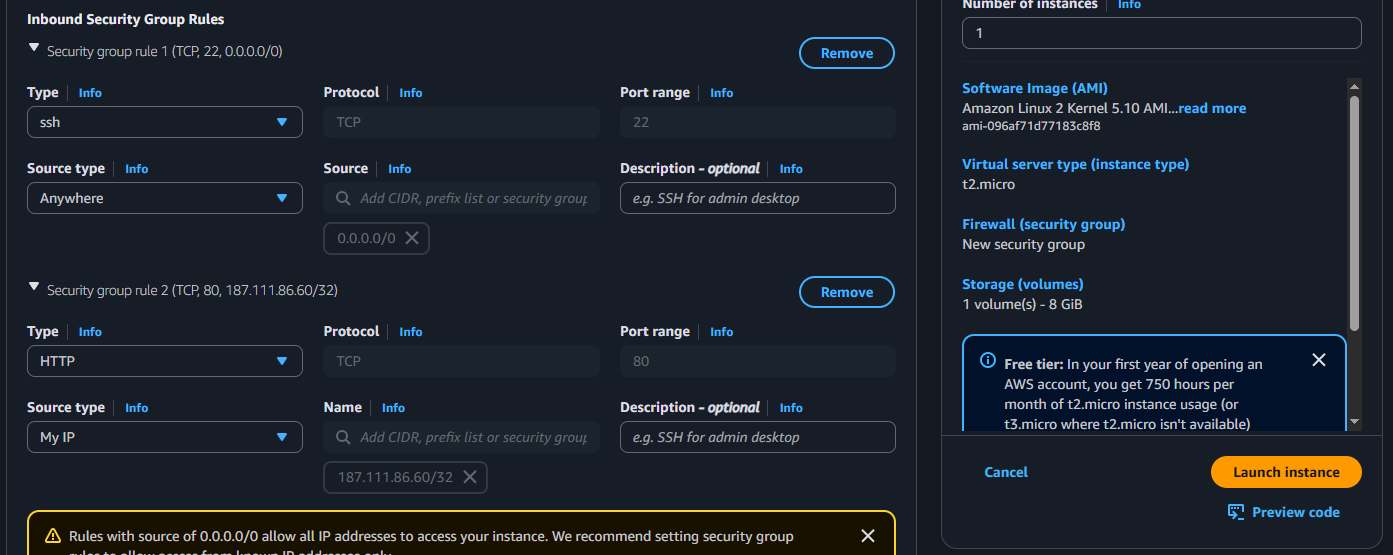 Inbound Security Group Rules
Security group rule 1 (TCP, 22, 0.0.0.0/0)
Remove
Type Info
Protocol Info
Port range Info
ssh
TCP
22
Source type Info
Source Info
Description - optional Info
Anywhere
Add CIDR, prefix list or security group
e.g. SSH for admin desktop
0.0.0.0/0
Security group rule 2 (TCP, 80, 187.111.86.60/32)
Remove
Type Info
Protocol Info
Port range Info
HTTP
TCP
80
Source type Info
Name Info
Description - optional Info
My IP
Add CIDR, prefix list or security group
e.g. SSH for admin desktop
187.111.86.60/32
Rules with source of 0.0.0.0/0 allow all IP addresses to access your instance. We recommend setting security group
rules to allow access from known IP addresses only.
Number of instances Info
1
Software Image (AMI)
Amazon Linux 2 Kernel 5.10 AMI...read more
ami-096af71d77183c8f8
Virtual server type (instance type)
t2.micro
Firewall (security group)
New security group
Storage (volumes)
1 volume(s) - 8 GiB
Free tier: In your first year of opening an
AWS account, you get 750 hours per
month of t2.micro instance usage (or
t3.micro where t2.micro isn't available)
Cancel
Launch instance
Preview code